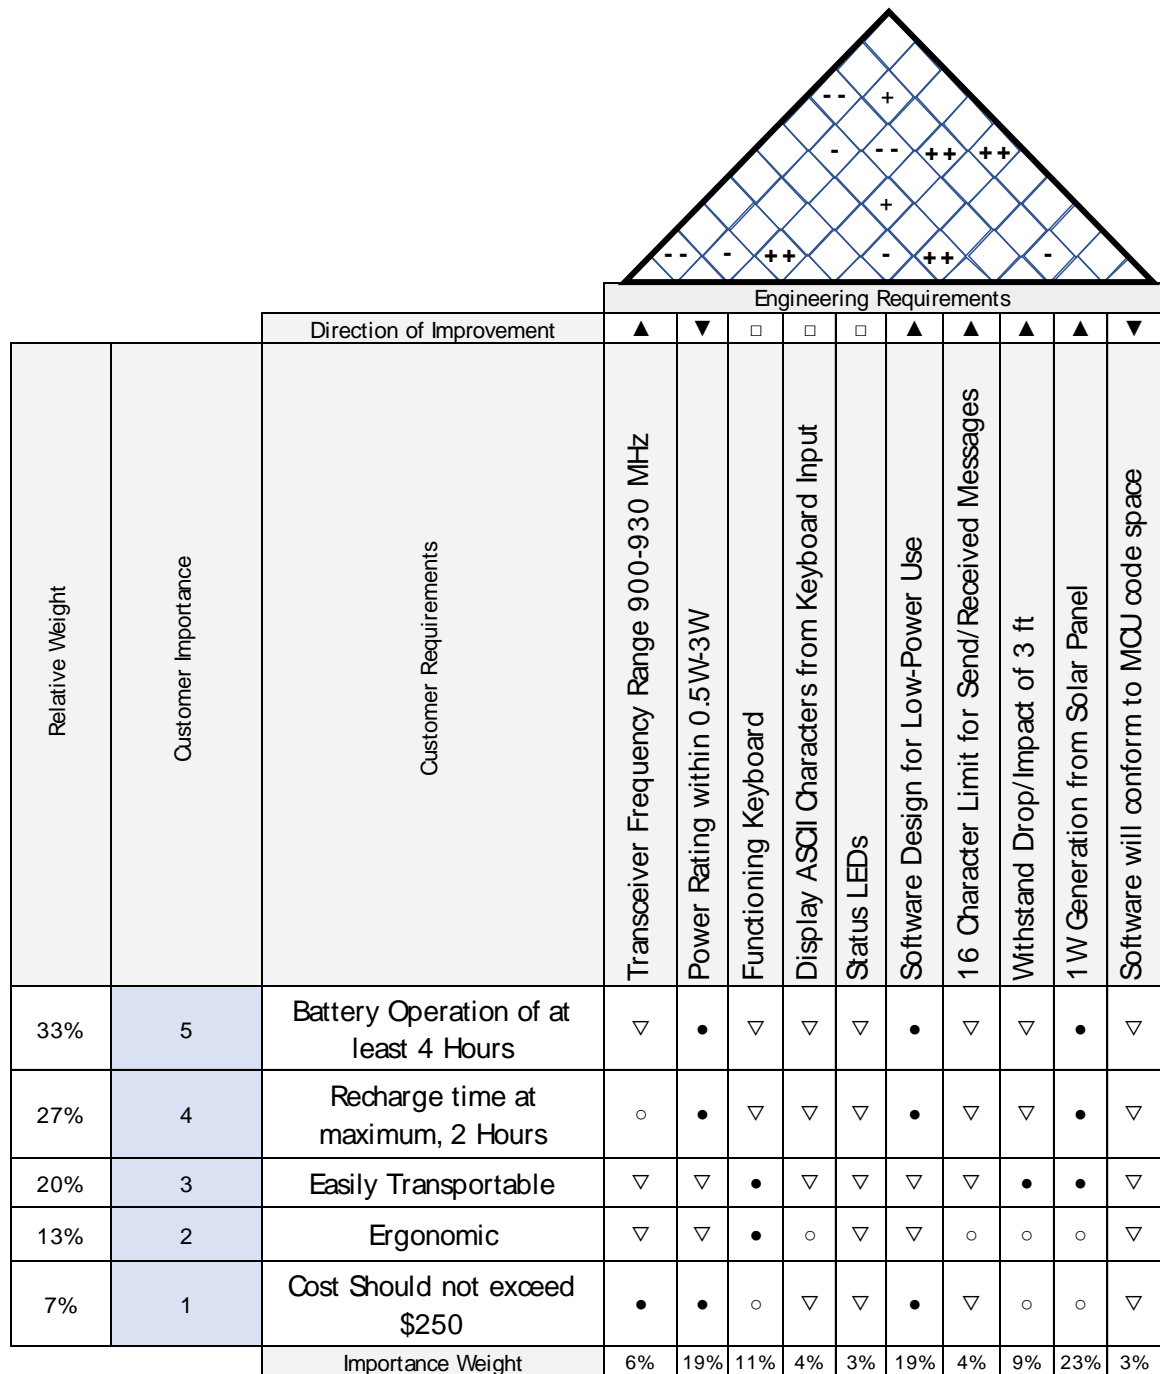 -- +
- -- ++ ++
+
-- - ++ - ++ -
Engineering Requirements
Direction of Improvement ▲ ▼ □ □ □ ▲ ▲ ▲ ▲ ▼
Relative Weight
Customer Importance
Customer Requirements
Transceiver Frequency Range 900-930 MHz
Power Rating within 0.5W-3W
Functioning Keyboard
Display ASCII Characters from Keyboard Input
Status LEDs
Software Design for Low-Power Use
16 Character Limit for Send/Received Messages
Withstand Drop/Impact of 3 ft
1W Generation from Solar Panel
Software will conform to MCU code space
33% 5 Battery Operation of at
least 4 Hours ▽ ● ▽ ▽ ▽ ● ▽ ▽ ● ▽
27% 4 Recharge time at
maximum, 2 Hours ○ ● ▽ ▽ ▽ ● ▽ ▽ ● ▽
20% 3 Easily Transportable ▽ ▽ ● ▽ ▽ ▽ ▽ ● ● ▽
13% 2 Ergonomic ▽ ▽ ● ○ ▽ ▽ ○ ○ ○ ▽
7% 1 Cost Should not exceed
$250 ● ● ○ ▽ ▽ ● ▽ ○ ○ ▽
Importance Weight 6% 19% 11% 4% 3% 19% 4% 9% 23% 3%